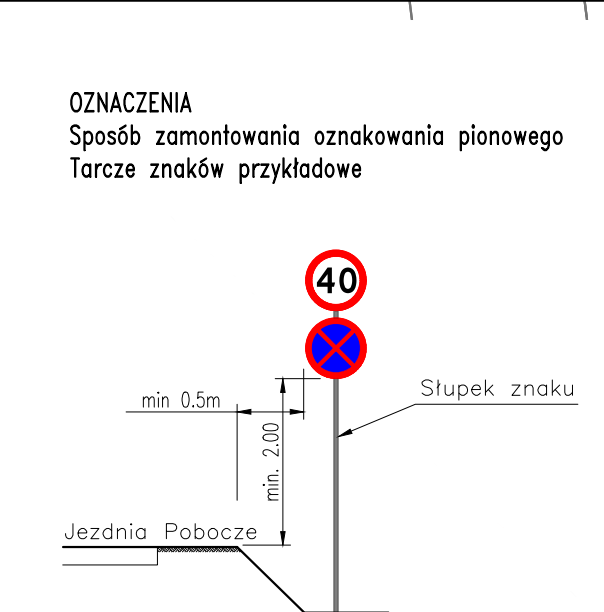 OZNACZENIA
Sposób zamontowania oznakowania pionowego
Tarcze znaków przykładowe
40
Słupek znaku
min 0.5m
min. 2.00
Jezdnia Pobocze